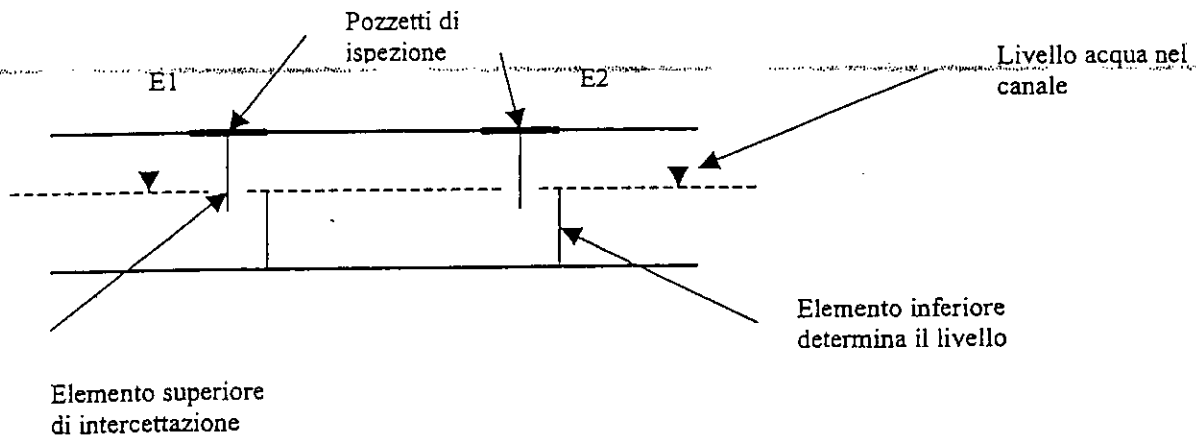 Pozzetti di
ispezione
E1
E2
Livello acqua nel
canale
Elemento inferiore
determina il livello
Elemento superiore
di intercettazione